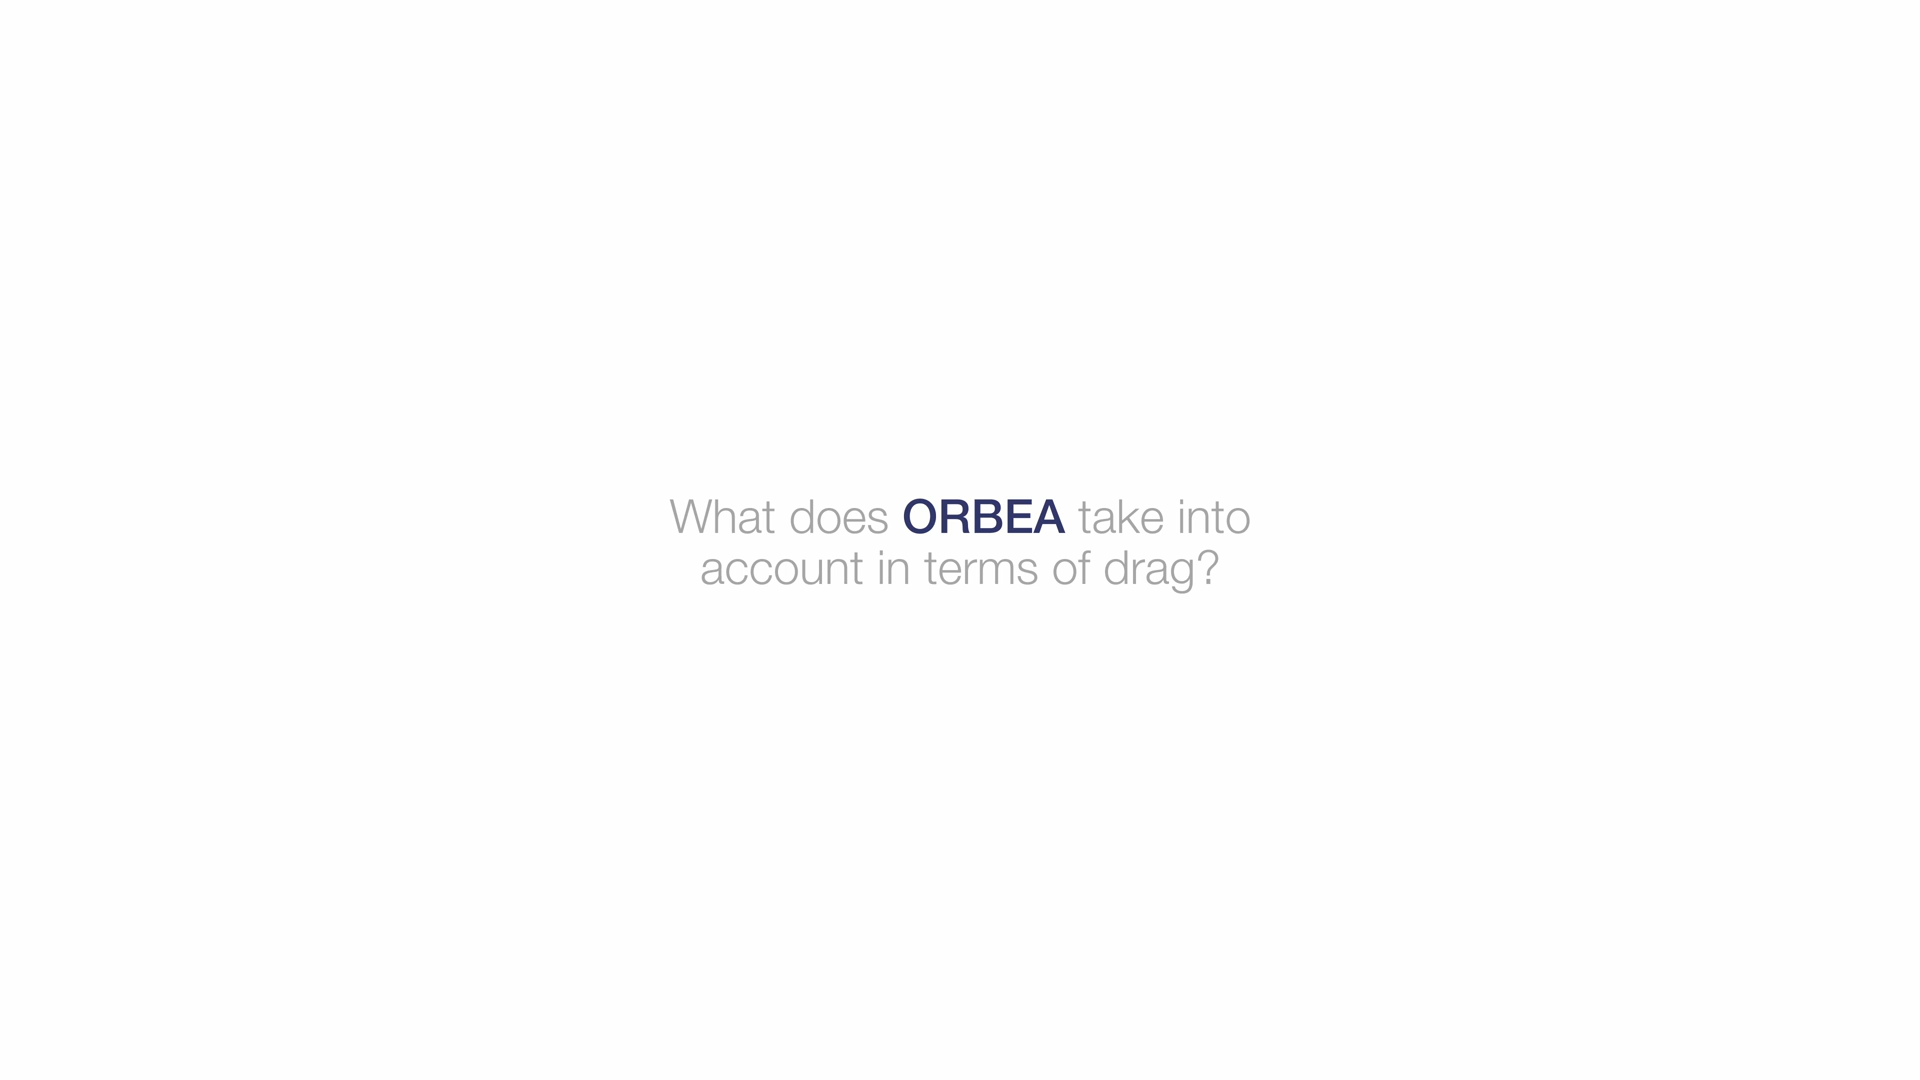 What does ORBEA take into
account in terms of drag?